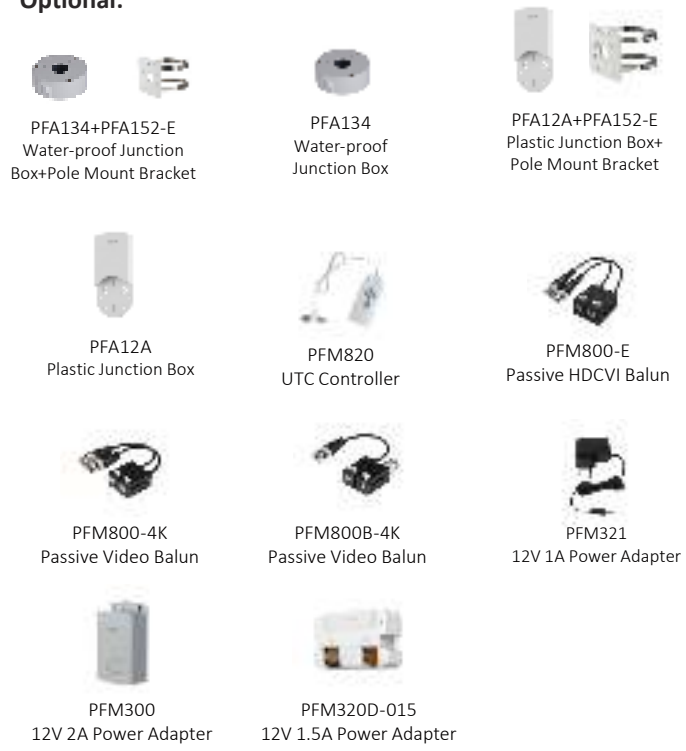 Optional:
PFA134+PFA152-E
Water-proof Junction
Box+Pole Mount Bracket
PFA134
Water-proof
Junction Box
PFA12A+PFA152-E
Plastic Junction Box+
Pole Mount Bracket
PFA12A
Plastic Junction Box
PFM820
UTC Controller
PFM800-E
Passive HDCVI Balun
PFM800-4K
Passive Video Balun
PFM800B-4K
Passive Video Balun
PFM321
12V 1A Power Adapter
PFM300
12V 2A Power Adapter
PFM320D-015
12V 1.5A Power Adapter